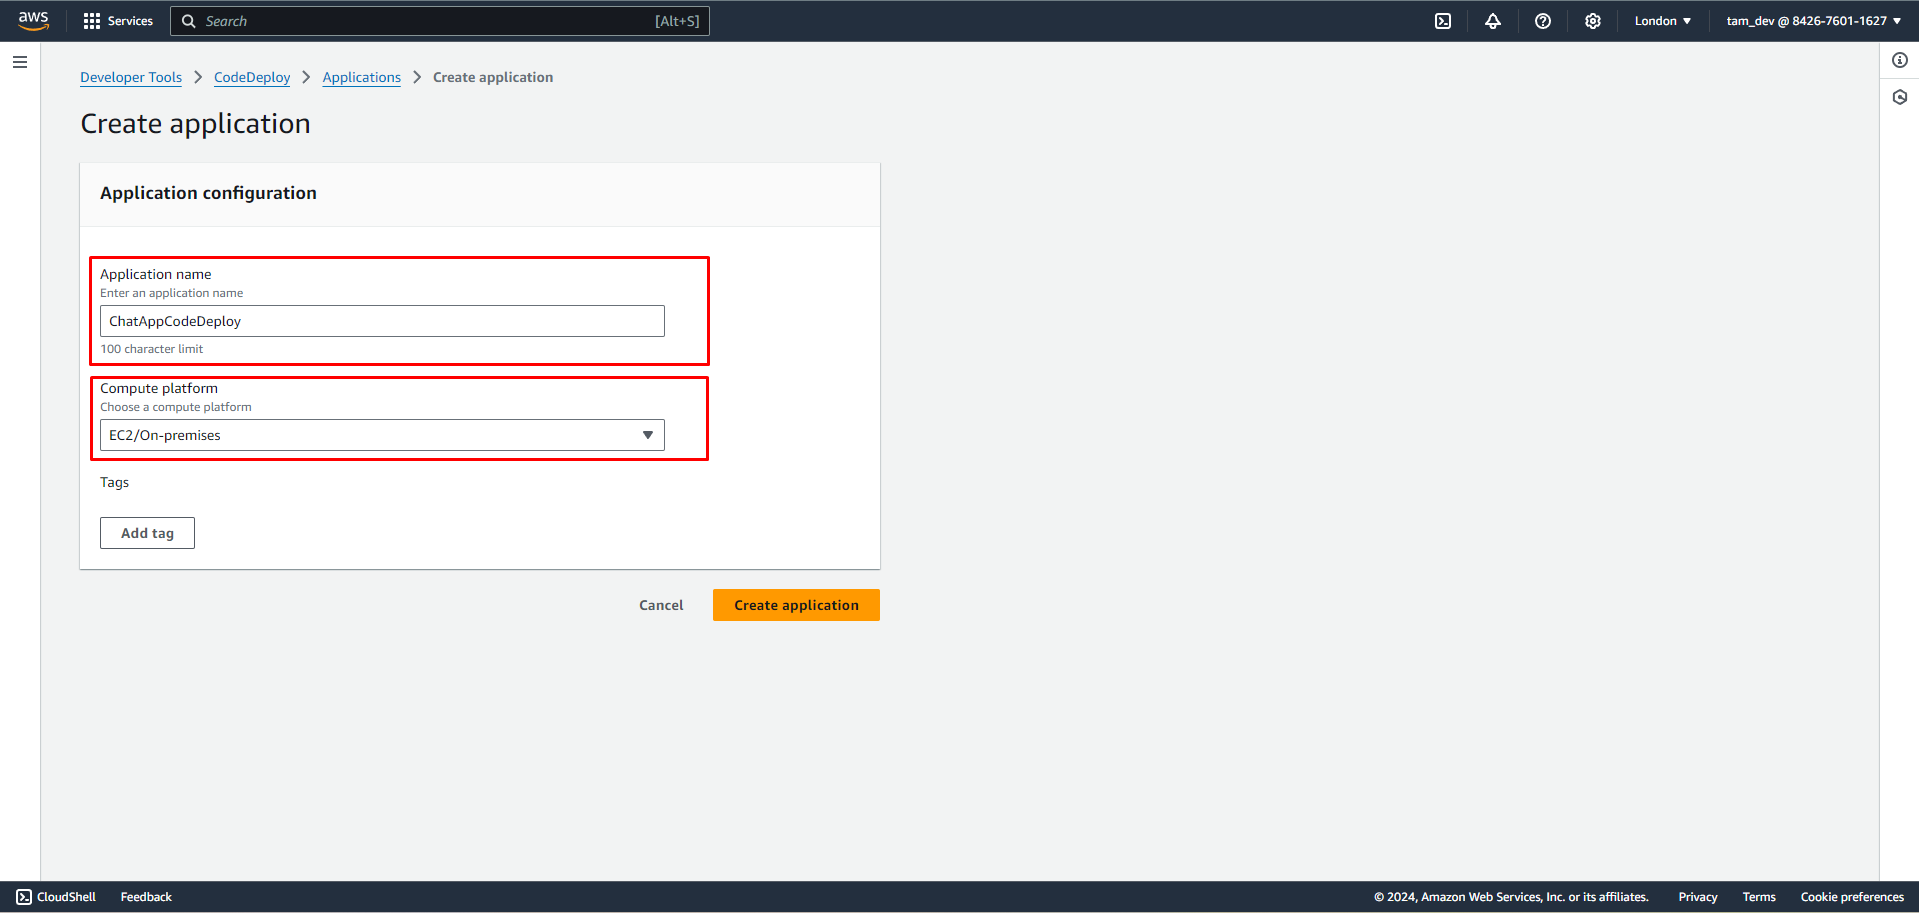 aws Services Search [Alt+S] London tam_dev @ 8426-7601-1627
Developer Tools CodeDeploy Applications Create application
Create application
Application configuration
Application name
Enter an application name
ChatAppCodeDeploy
100 character limit
Compute platform
Choose a compute platform
EC2/On-premises
Tags
Add tag
Cancel Create application
CloudShell Feedback © 2024, Amazon Web Services, Inc. or its affiliates. Privacy Terms Cookie preferences